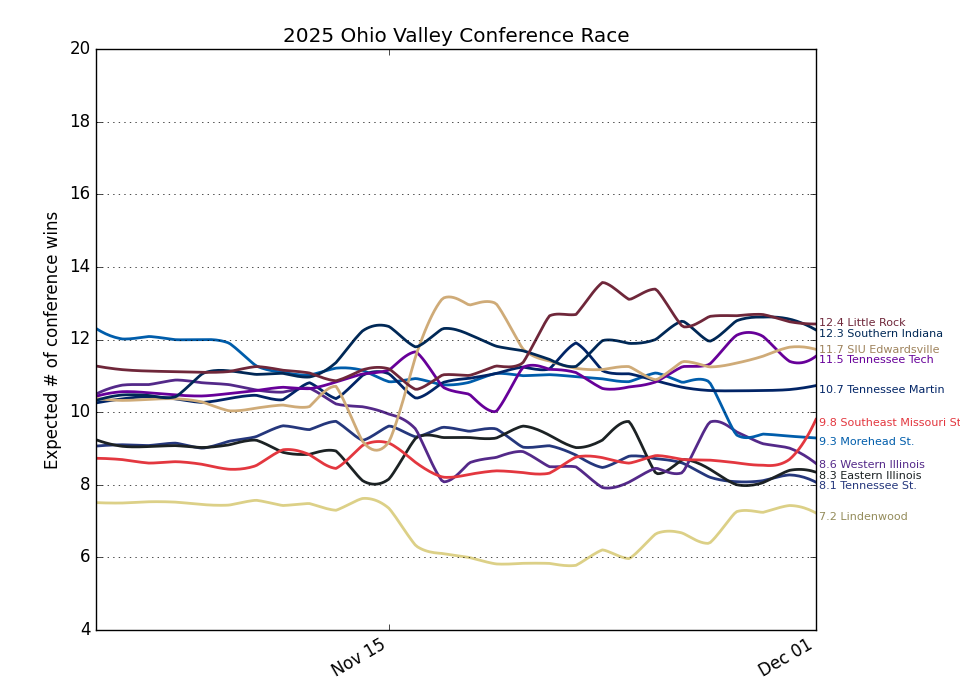 2025 Ohio Valley Conference Race
Expected # of conference wins
20
18
16
14
12
10
8
6
4
Nov 15
Dec 01
12.4 Little Rock
12.3 Southern Indiana
11.7 SIU Edwardsville
11.5 Tennessee Tech
10.7 Tennessee Martin
9.8 Southeast Missouri St
9.3 Morehead St.
8.6 Western Illinois
8.3 Eastern Illinois
8.1 Tennessee St.
7.2 Lindenwood